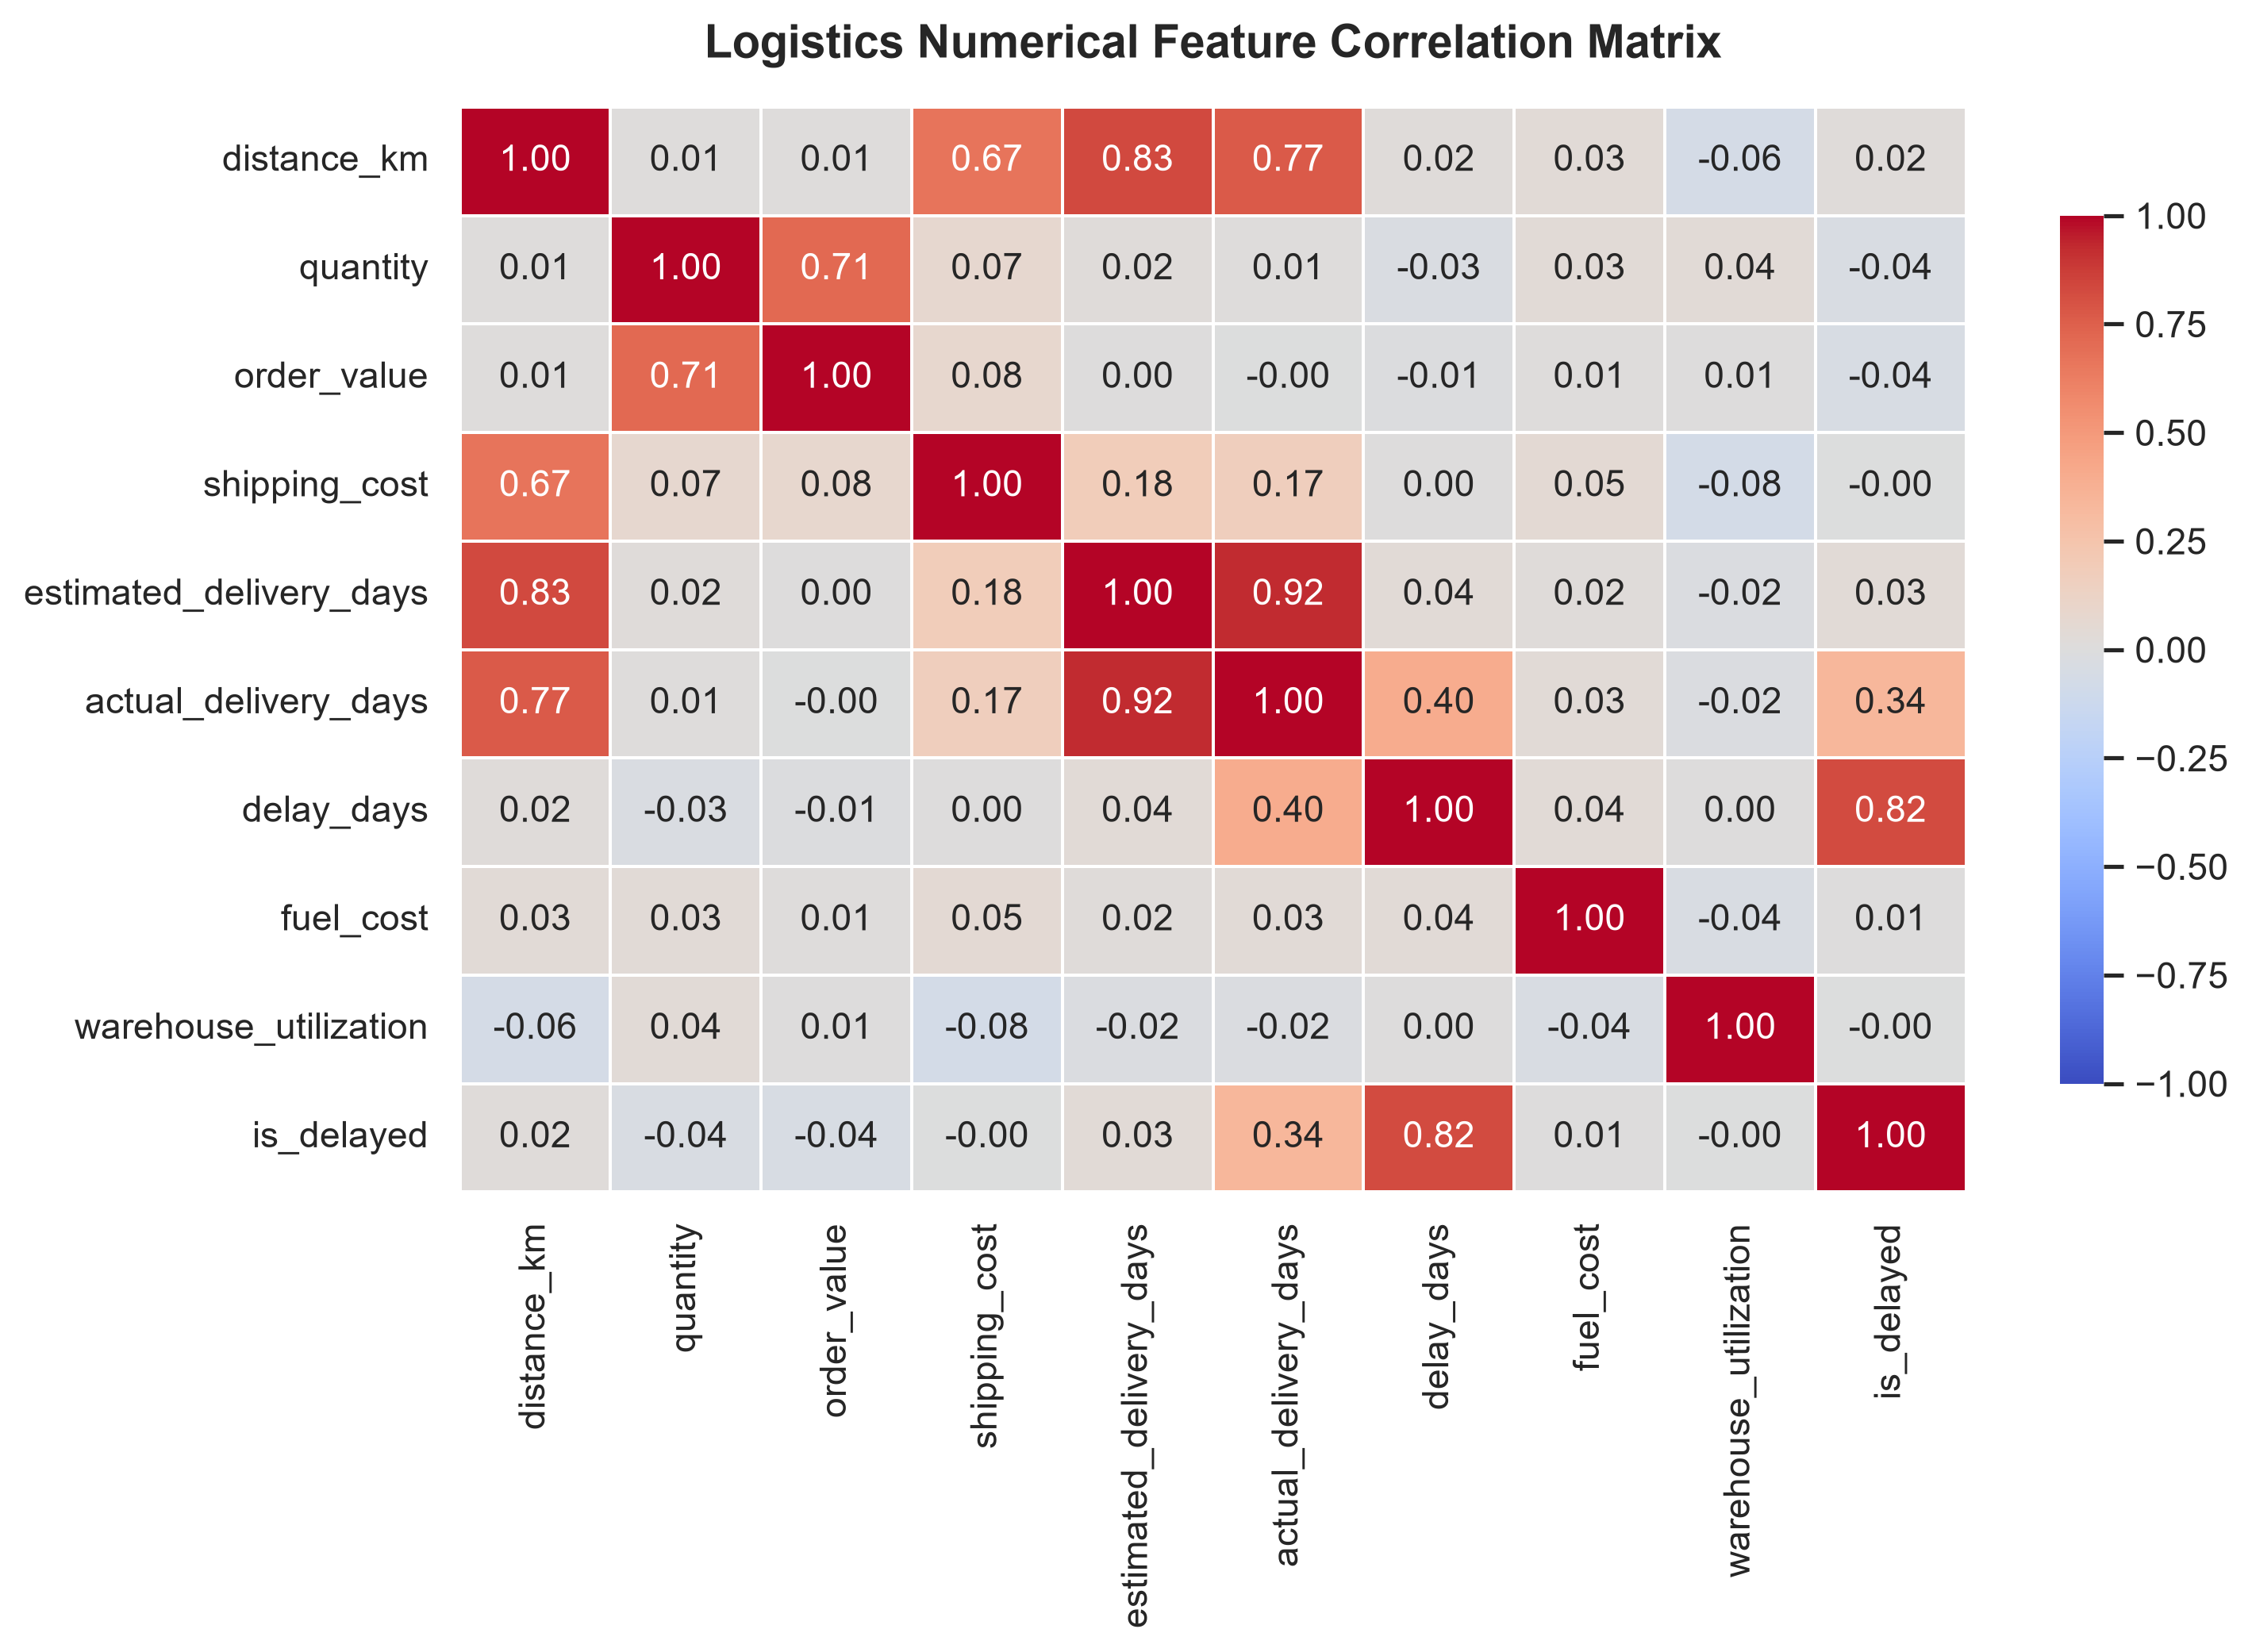 Logistics Numerical Feature Correlation Matrix
distance_km 1.00 0.01 0.01 0.67 0.83 0.77 0.02 0.03 -0.06 0.02
quantity 0.01 1.00 0.71 0.07 0.02 0.01 -0.03 0.03 0.04 -0.04
order_value 0.01 0.71 1.00 0.08 0.00 -0.00 -0.01 0.01 0.01 -0.04
shipping_cost 0.67 0.07 0.08 1.00 0.18 0.17 0.00 0.05 -0.08 -0.00
estimated_delivery_days 0.83 0.02 0.00 0.18 1.00 0.92 0.04 0.02 -0.02 0.03
actual_delivery_days 0.77 0.01 -0.00 0.17 0.92 1.00 0.40 0.03 -0.02 0.34
delay_days 0.02 -0.03 -0.01 0.00 0.04 0.40 1.00 0.04 0.00 0.82
fuel_cost 0.03 0.03 0.01 0.05 0.02 0.03 0.04 1.00 -0.04 0.01
warehouse_utilization -0.06 0.04 0.01 -0.08 -0.02 -0.02 0.00 -0.04 1.00 -0.00
is_delayed 0.02 -0.04 -0.04 -0.00 0.03 0.34 0.82 0.01 -0.00 1.00
distance_km
quantity
order_value
shipping_cost
estimated_delivery_days
actual_delivery_days
delay_days
fuel_cost
warehouse_utilization
is_delayed
1.00
0.75
0.50
0.25
0.00
−0.25
−0.50
−0.75
−1.00